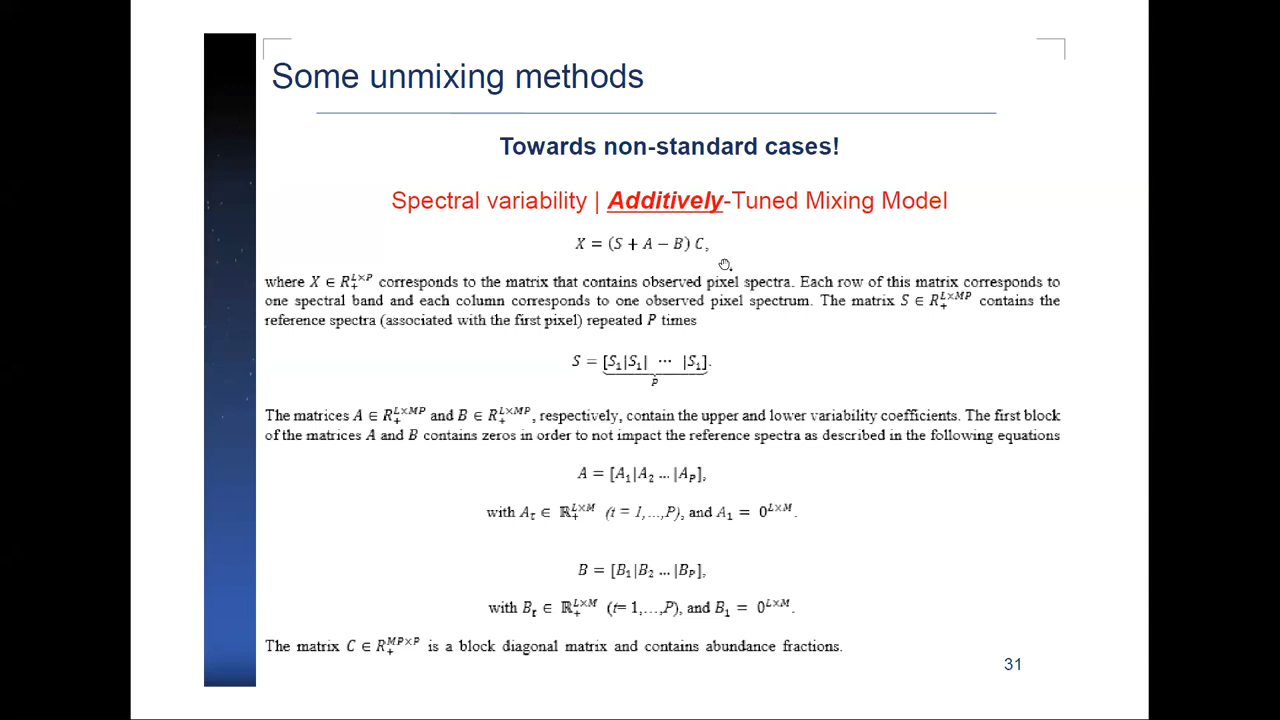 Some unmixing methods
Towards non-standard cases!
Spectral variability | Additively-Tuned Mixing Model
X = (S + A − B) C,
where X ∈ R₊^{L×P} corresponds to the matrix that contains observed pixel spectra. Each row of this matrix corresponds to
one spectral band and each column corresponds to one observed pixel spectrum. The matrix S ∈ R₊^{L×MP} contains the
reference spectra (associated with the first pixel) repeated P times
S = [S₁|S₁| ⋯ |S₁].
P
The matrices A ∈ R₊^{L×MP} and B ∈ R₊^{L×MP}, respectively, contain the upper and lower variability coefficients. The first block
of the matrices A and B contains zeros in order to not impact the reference spectra as described in the following equations
A = [A₁|A₂ … |A_P],
with A_t ∈ ℝ₊^{L×M} (t = 1,...,P), and A₁ = 0^{L×M}.
B = [B₁|B₂ … |B_P],
with B_t ∈ ℝ₊^{L×M} (t= 1,...,P), and B₁ = 0^{L×M}.
The matrix C ∈ R₊^{MP×P} is a block diagonal matrix and contains abundance fractions.
31